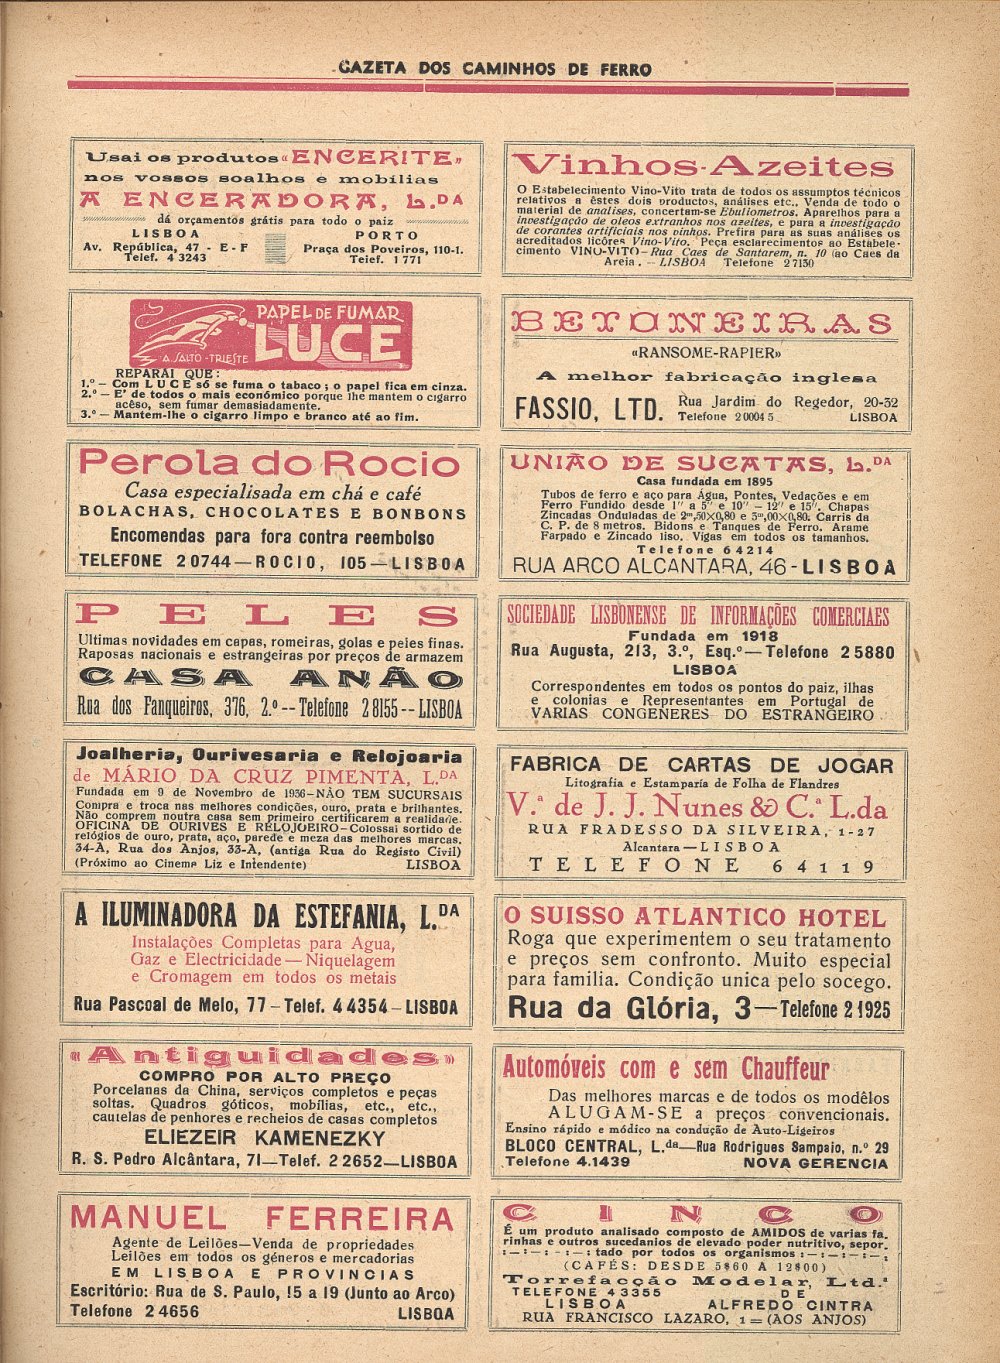 GAZETA DOS CAMINHOS DE FERRO
Usai os produtos «ENCERITE»
nos vossos soalhos e mobílias
A ENCERADORA, L.DA
dá orçamentos grátis para todo o paiz
LISBOA
Av. República, 47 - E - F
Telef. 4 3243
PORTO
Praça dos Poveiros, 110-1.
Telef. 1771
PAPEL DE FUMAR
LUCE
A. SALTO - TRIESTE
REPARAI QUE:
1.º — Com LUCE só se fuma o tabaco; o papel fica em cinza.
2.º — E' de todos o mais económico porque lhe mantem o cigarro
acêso, sem fumar demasiadamente.
3.º — Mantem-lhe o cigarro limpo e branco até ao fim.
Perola do Rocio
Casa especialisada em chá e café
BOLACHAS, CHOCOLATES E BONBONS
Encomendas para fora contra reembolso
TELEFONE 20744—ROCIO, 105—LISBOA
PELES
Ultimas novidades em capas, romeiras, golas e peles finas.
Raposas nacionais e estrangeiras por preços de armazem
CASA ANÃO
Rua dos Fanqueiros, 376, 2.º -- Telefone 28155 -- LISBOA
Joalheria, Ourivesaria e Relojoaria
de MÁRIO DA CRUZ PIMENTA, L.DA
Fundada em 9 de Novembro de 1936-NÃO TEM SUCURSAIS
Compra e troca nas melhores condições, ouro, prata e brilhantes.
Não comprem noutra casa sem primeiro certificarem a realidade.
OFICINA DE OURIVES E RELOJOEIRO-Colossal sortido de
relógios de ouro, prata, aço, parede e meza das melhores marcas.
34-A, Rua dos Anjos, 33-A, (antiga Rua do Registo Civil)
(Próximo ao Cinema Liz e Intendente) LISBOA
A ILUMINADORA DA ESTEFANIA, L.DA
Instalações Completas para Agua,
Gaz e Electricidade — Niquelagem
e Cromagem em todos os metais
Rua Pascoal de Melo, 77 - Telef. 44354 - LISBOA
«Antiguidades»
COMPRO POR ALTO PREÇO
Porcelanas da China, serviços completos e peças
soltas. Quadros góticos, mobílias, etc., etc.,
cautelas de penhores e recheios de casas completos
ELIEZEIR KAMENEZKY
R. S. Pedro Alcântara, 71—Telef. 22652—LISBOA
MANUEL FERREIRA
Agente de Leilões—Venda de propriedades
Leilões em todos os géneros e mercadorias
EM LISBOA E PROVINCIAS
Escritório: Rua de S. Paulo, 15 a 19 (Junto ao Arco)
Telefone 24656 LISBOA
Vinhos-Azeites
O Estabelecimento Vino-Vito trata de todos os assumptos técnicos
relativos a êstes dois productos, análises etc., Venda de todo o
material de análises, concertam-se Ebuliometros. Aparelhos para a
investigação de oleos extranhos nos azeites, e para a investigação
de corantes artificiais nos vinhos. Prefira para as suas análises os
acreditados licôres Vino-Vito. Peça esclarecimentos ao Estabele-
cimento VINO-VITO—Rua Caes de Santarem, n. 10 (ao Caes da
Areia. — LISBOA Telefone 27130
BETONEIRAS
«RANSOME-RAPIER»
A melhor fabricação inglesa
FASSIO, LTD. Rua Jardim do Regedor, 20-32
Telefone 20045 LISBOA
UNIÃO DE SUCATAS, L.DA
Casa fundada em 1895
Tubos de ferro e aço para Água, Pontes, Vedações e em
Ferro Fundido desde 1" a 5" e 10" — 12" e 15". Chapas
Zincadas Onduladas de 2m,50×0,80 e 3m,00×0,80. Carris da
C. P. de 8 metros. Bidons e Tanques de Ferro. Arame
Farpado e Zincado liso. Vigas em todos os tamanhos.
Telefone 64214
RUA ARCO ALCANTARA, 46 - LISBOA
SOCIEDADE LISBONENSE DE INFORMAÇÕES COMERCIAES
Fundada em 1918
Rua Augusta, 213, 3.º, Esq.º — Telefone 25880
LISBOA
Correspondentes em todos os pontos do paiz, ilhas
e colonias e Representantes em Portugal de
VARIAS CONGENERES DO ESTRANGEIRO
FABRICA DE CARTAS DE JOGAR
Litografia e Estamparia de Folha de Flandres
V.ª de J. J. Nunes & C.ª L.da
RUA FRADESSO DA SILVEIRA, 1-27
Alcantara — LISBOA
TELEFONE 64119
O SUISSO ATLANTICO HOTEL
Roga que experimentem o seu tratamento
e preços sem confronto. Muito especial
para familia. Condição unica pelo socego.
Rua da Glória, 3—Telefone 21925
Automóveis com e sem Chauffeur
Das melhores marcas e de todos os modêlos
ALUGAM-SE a preços convencionais.
Ensino rápido e módico na condução de Auto-Ligeiros
BLOCO CENTRAL, L.da—Rua Rodrigues Sampaio, n.º 29
Telefone 4.1439 NOVA GERENCIA
CINCO
É um produto analisado composto de AMIDOS de varias fa-
rinhas e outros sucedanios de elevado poder nutritivo, sepor-
:—:—: -:—: tado por todos os organismos :—:—:—:—:
(CAFÉS: DESDE 5$60 A 12$00)
Torrefacção Modelar, Ltd.ª
TELEFONE 43355 DE
LISBOA ALFREDO CINTRA
RUA FRANCISCO LAZARO, 1 = (AOS ANJOS)